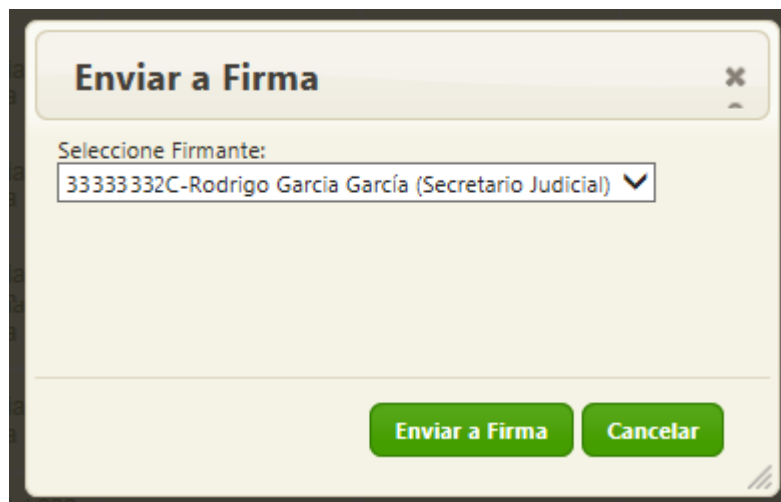 Enviar a Firma
Seleccione Firmante:
33333332C-Rodrigo Garcia García (Secretario Judicial)
Enviar a Firma
Cancelar